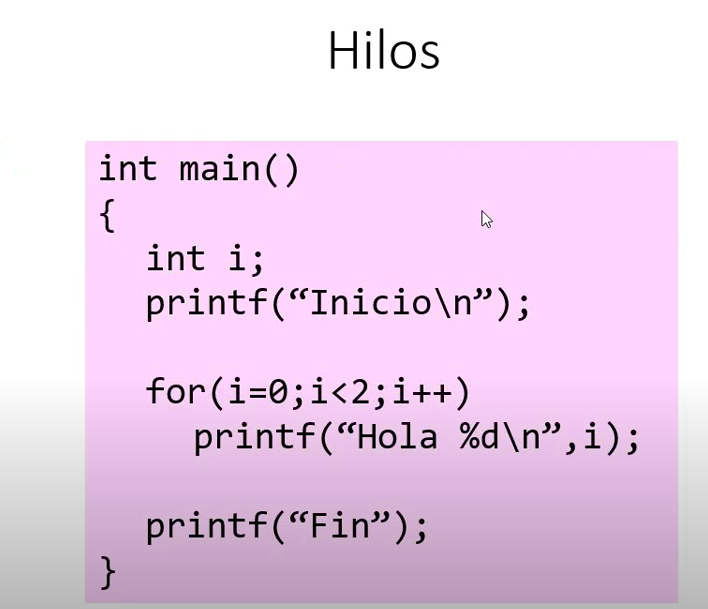 Hilos
int main()
{
int i;
printf(“Inicio\n”);
for(i=0;i<2;i++)
printf(“Hola %d\n”,i);
printf(“Fin”);
}